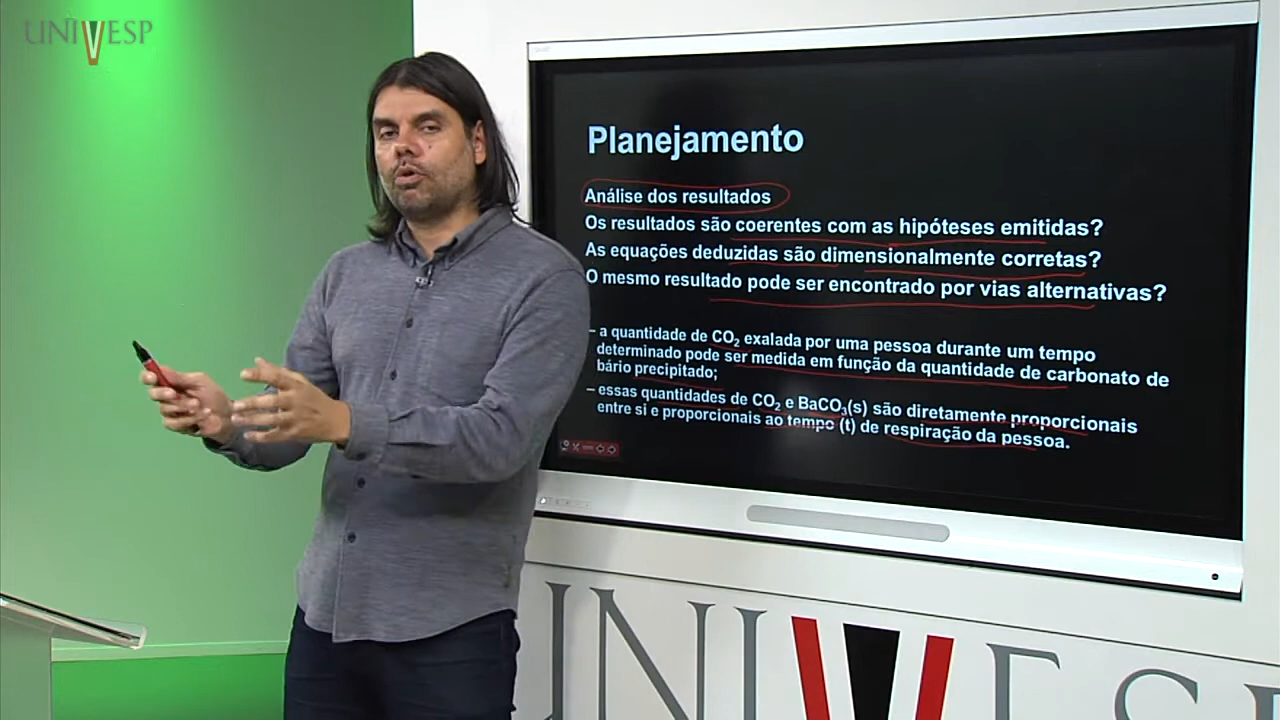 UNIVESP
Planejamento
Análise dos resultados
Os resultados são coerentes com as hipóteses emitidas?
As equações deduzidas são dimensionalmente corretas?
O mesmo resultado pode ser encontrado por vias alternativas?
– a quantidade de CO₂ exalada por uma pessoa durante um tempo
determinado pode ser medida em função da quantidade de carbonato de
bário precipitado;
– essas quantidades de CO₂ e BaCO₃(s) são diretamente proporcionais
entre si e proporcionais ao tempo (t) de respiração da pessoa.
UNIVES